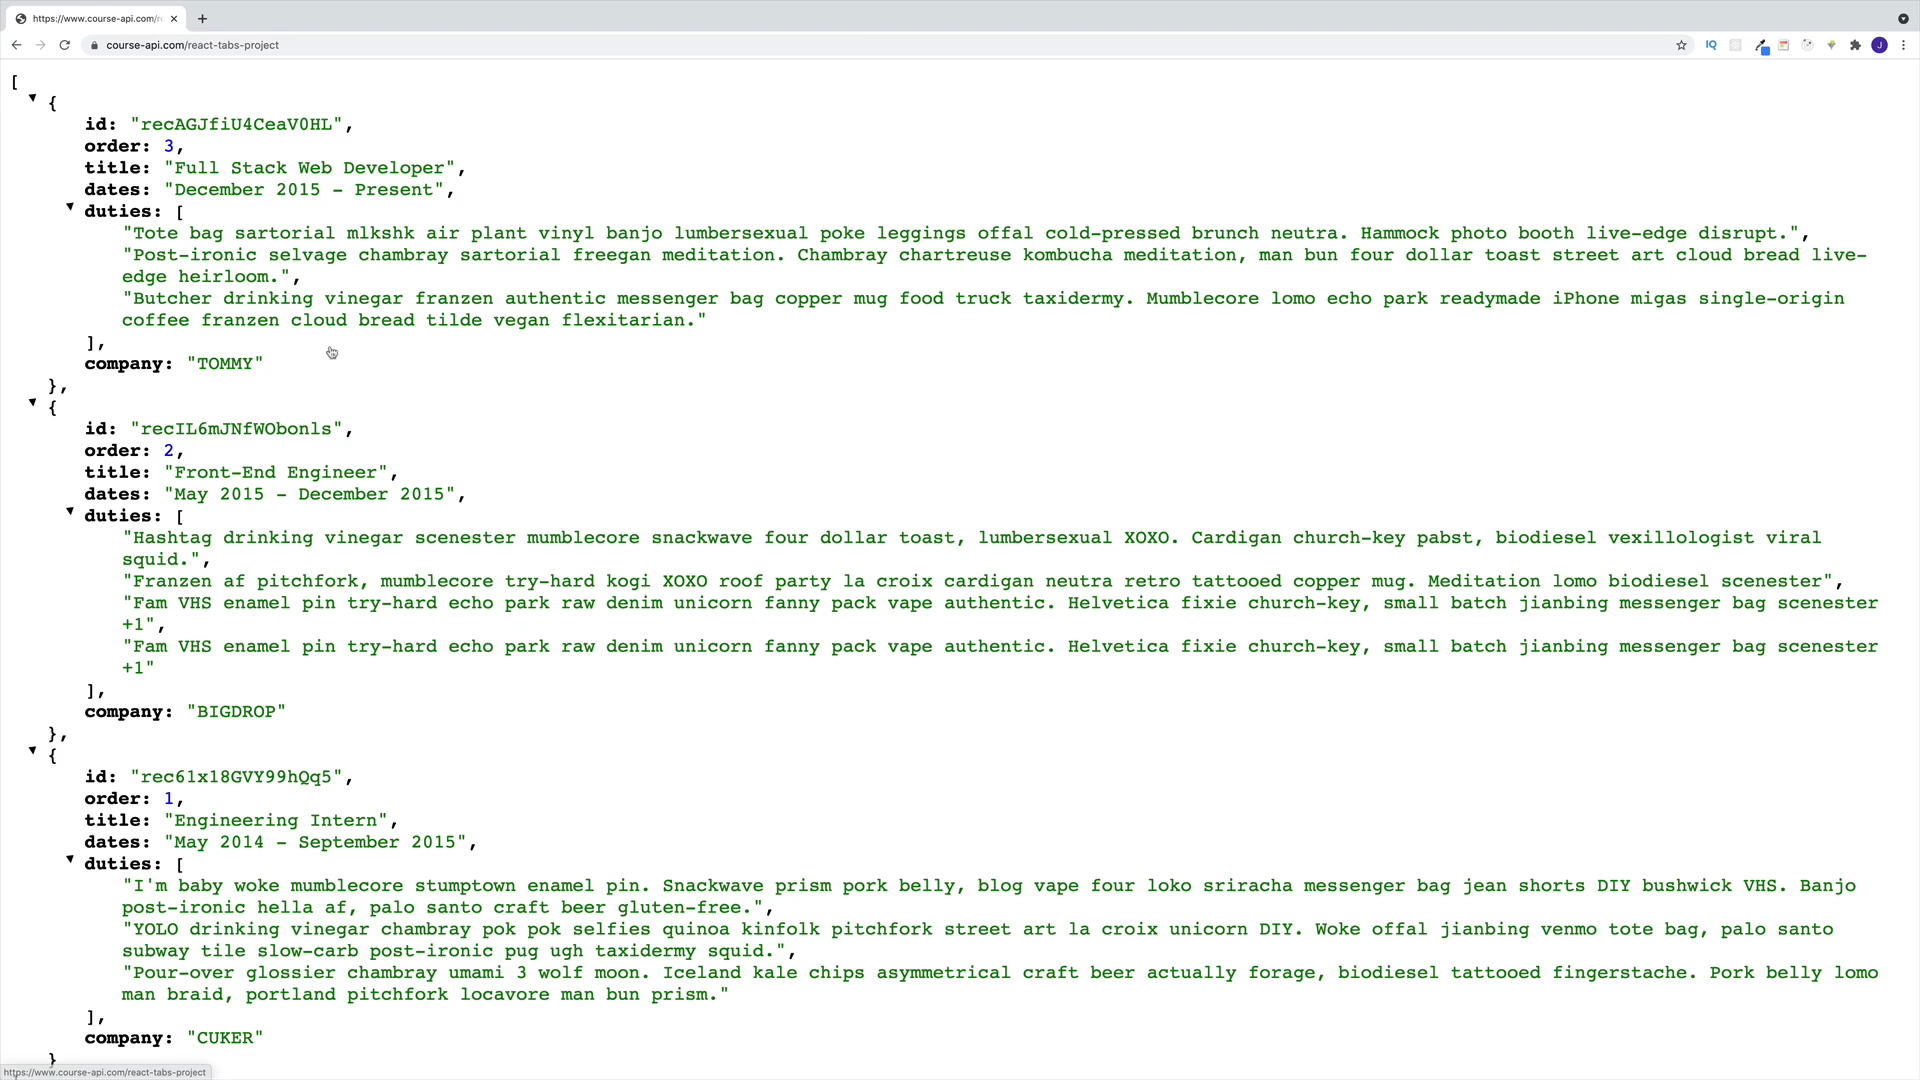 https://www.course-api.com/re
course-api.com/react-tabs-project
IQ
J
[
{
id: "recAGJfiU4CeaV0HL",
order: 3,
title: "Full Stack Web Developer",
dates: "December 2015 - Present",
duties: [
"Tote bag sartorial mlkshk air plant vinyl banjo lumbersexual poke leggings offal cold-pressed brunch neutra. Hammock photo booth live-edge disrupt.",
"Post-ironic selvage chambray sartorial freegan meditation. Chambray chartreuse kombucha meditation, man bun four dollar toast street art cloud bread live-
edge heirloom.",
"Butcher drinking vinegar franzen authentic messenger bag copper mug food truck taxidermy. Mumblecore lomo echo park readymade iPhone migas single-origin
coffee franzen cloud bread tilde vegan flexitarian."
],
company: "TOMMY"
},
{
id: "recIL6mJNfWObonls",
order: 2,
title: "Front-End Engineer",
dates: "May 2015 - December 2015",
duties: [
"Hashtag drinking vinegar scenester mumblecore snackwave four dollar toast, lumbersexual XOXO. Cardigan church-key pabst, biodiesel vexillologist viral
squid.",
"Franzen af pitchfork, mumblecore try-hard kogi XOXO roof party la croix cardigan neutra retro tattooed copper mug. Meditation lomo biodiesel scenester",
"Fam VHS enamel pin try-hard echo park raw denim unicorn fanny pack vape authentic. Helvetica fixie church-key, small batch jianbing messenger bag scenester
+1",
"Fam VHS enamel pin try-hard echo park raw denim unicorn fanny pack vape authentic. Helvetica fixie church-key, small batch jianbing messenger bag scenester
+1"
],
company: "BIGDROP"
},
{
id: "rec61x18GVY99hQq5",
order: 1,
title: "Engineering Intern",
dates: "May 2014 - September 2015",
duties: [
"I'm baby woke mumblecore stumptown enamel pin. Snackwave prism pork belly, blog vape four loko sriracha messenger bag jean shorts DIY bushwick VHS. Banjo
post-ironic hella af, palo santo craft beer gluten-free.",
"YOLO drinking vinegar chambray pok pok selfies quinoa kinfolk pitchfork street art la croix unicorn DIY. Woke offal jianbing venmo tote bag, palo santo
subway tile slow-carb post-ironic pug ugh taxidermy squid.",
"Pour-over glossier chambray umami 3 wolf moon. Iceland kale chips asymmetrical craft beer actually forage, biodiesel tattooed fingerstache. Pork belly lomo
man braid, portland pitchfork locavore man bun prism."
],
company: "CUKER"
}
https://www.course-api.com/react-tabs-project